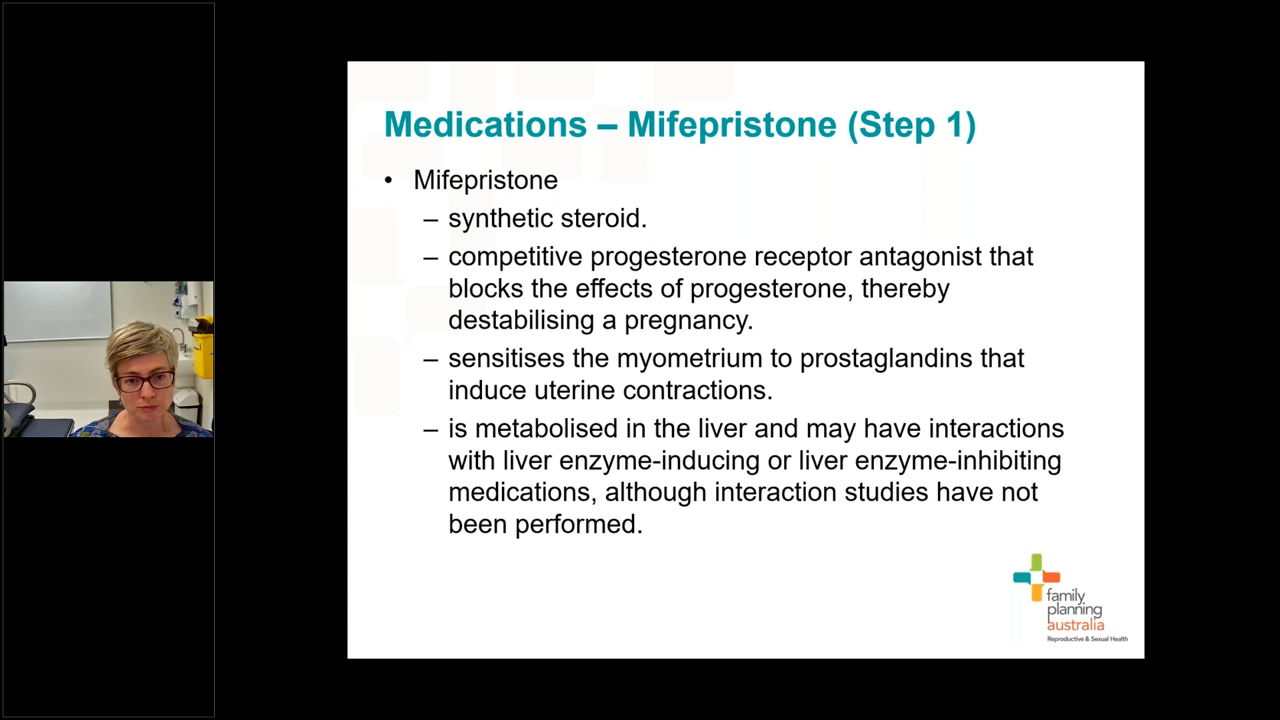 Medications – Mifepristone (Step 1)
• Mifepristone
– synthetic steroid.
– competitive progesterone receptor antagonist that
blocks the effects of progesterone, thereby
destabilising a pregnancy.
– sensitises the myometrium to prostaglandins that
induce uterine contractions.
– is metabolised in the liver and may have interactions
with liver enzyme-inducing or liver enzyme-inhibiting
medications, although interaction studies have not
been performed.
family
planning
australia
Reproductive & Sexual Health